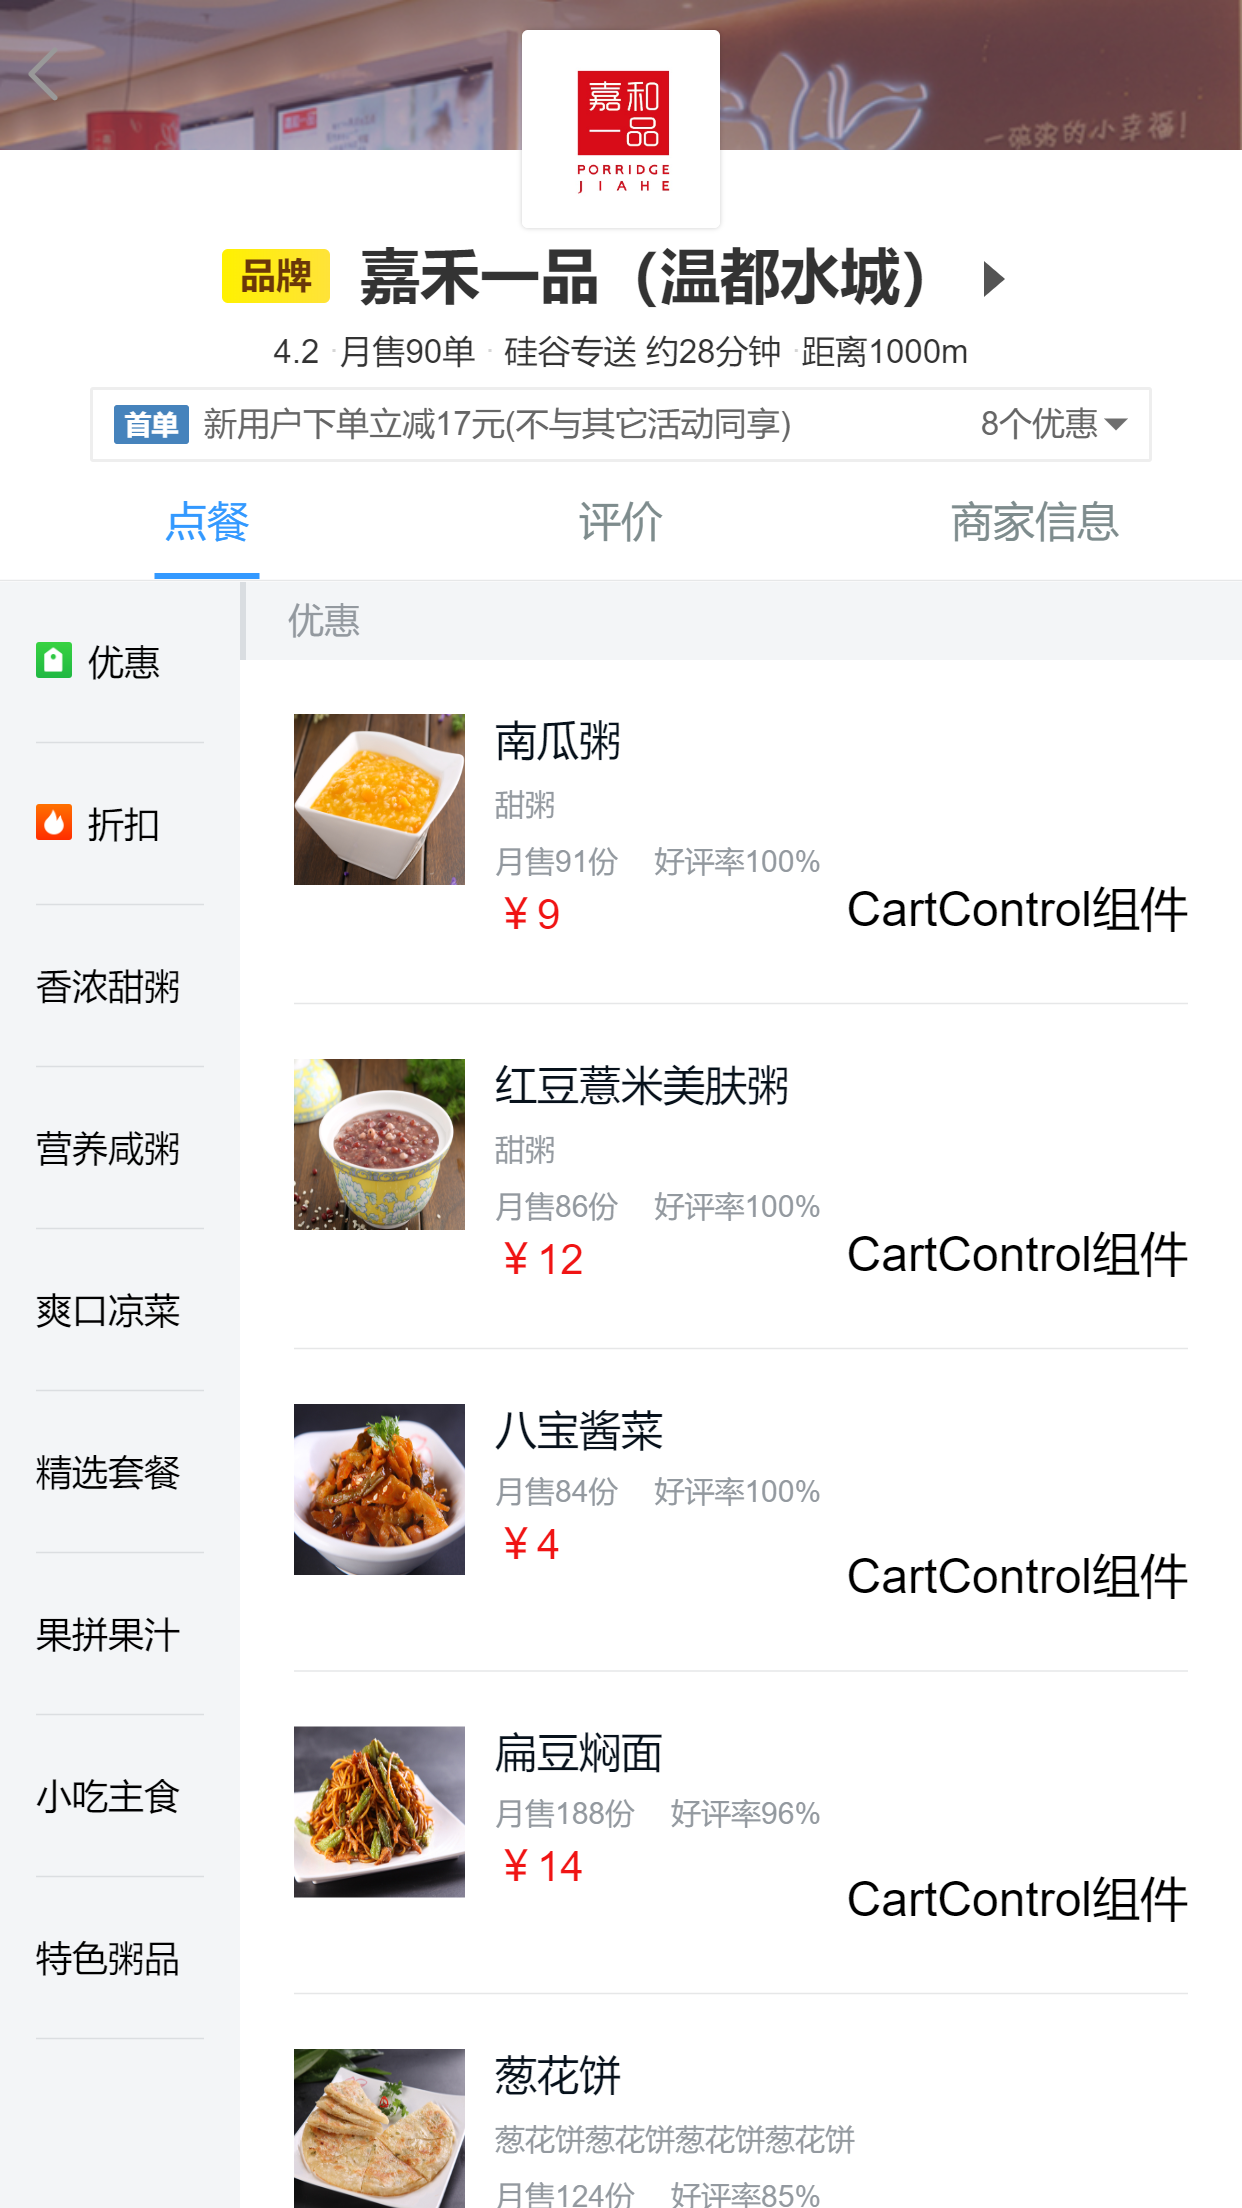 一碗粥的小幸福!
嘉和
一品
PORRIDGE
JIAHE
品牌 嘉禾一品（温都水城）
4.2 ·月售90单 · 硅谷专送 约28分钟 ·距离1000m
首单 新用户下单立减17元(不与其它活动同享) 8个优惠
点餐 评价 商家信息
优惠
折扣
香浓甜粥
营养咸粥
爽口凉菜
精选套餐
果拼果汁
小吃主食
特色粥品
优惠
南瓜粥
甜粥
月售91份 好评率100%
￥9
CartControl组件
红豆薏米美肤粥
甜粥
月售86份 好评率100%
￥12
CartControl组件
八宝酱菜
月售84份 好评率100%
￥4
CartControl组件
扁豆焖面
月售188份 好评率96%
￥14
CartControl组件
葱花饼
葱花饼葱花饼葱花饼葱花饼
月售124份 好评率85%